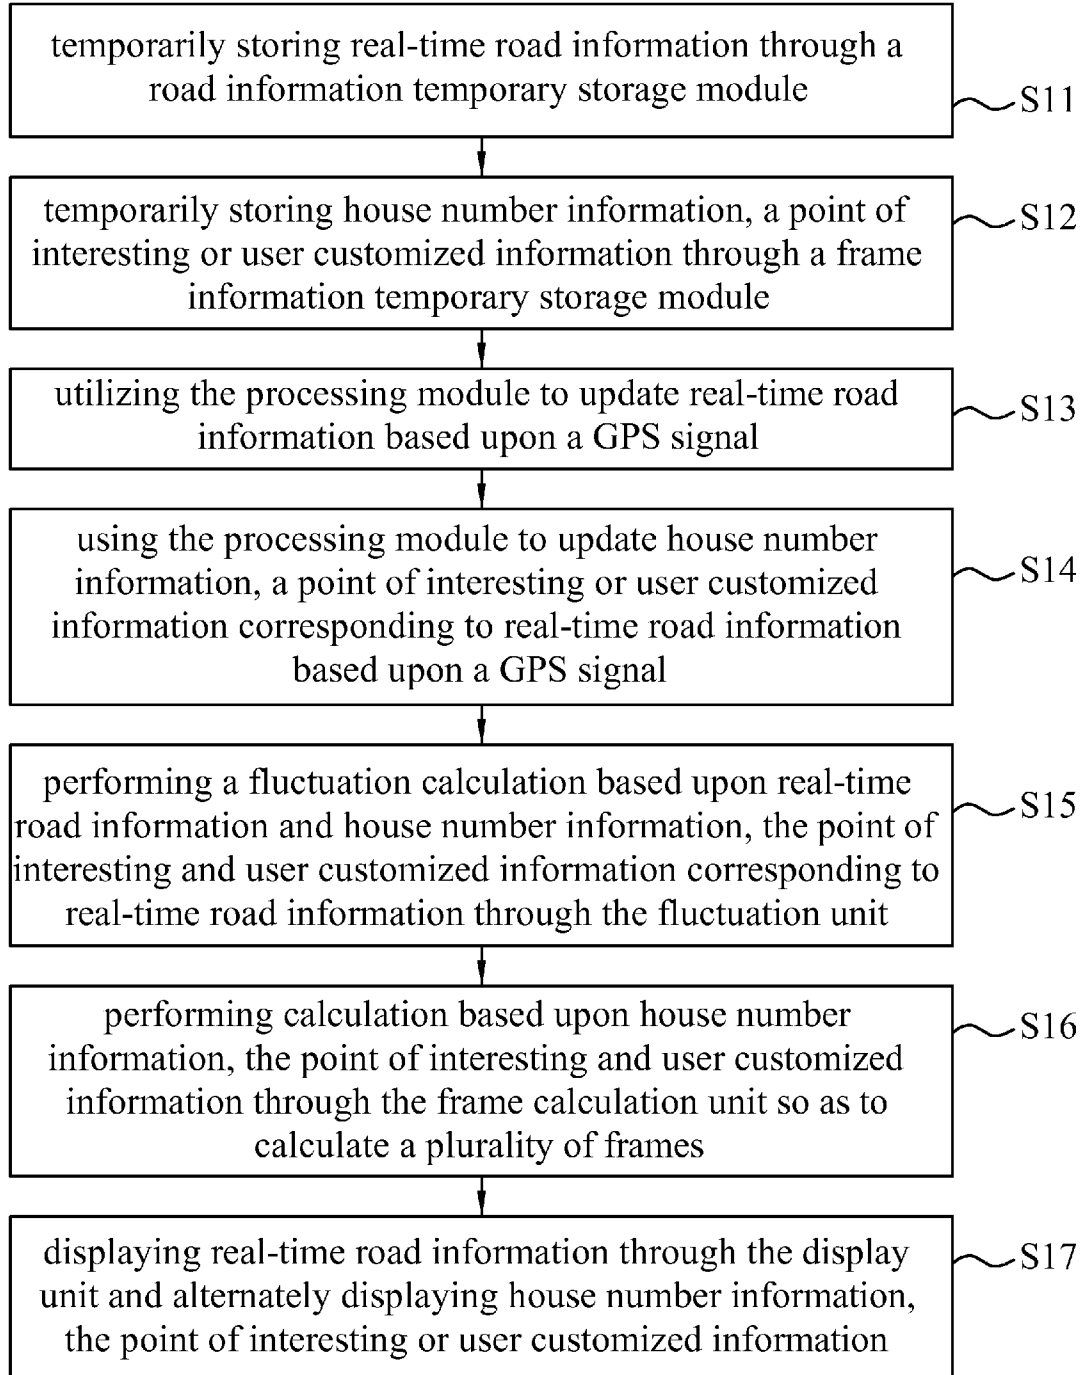 temporarily storing real-time road information through a
road information temporary storage module
S11
temporarily storing house number information, a point of
interesting or user customized information through a frame
information temporary storage module
S12
utilizing the processing module to update real-time road
information based upon a GPS signal
S13
using the processing module to update house number
information, a point of interesting or user customized
information corresponding to real-time road information
based upon a GPS signal
S14
performing a fluctuation calculation based upon real-time
road information and house number information, the point of
interesting and user customized information corresponding to
real-time road information through the fluctuation unit
S15
performing calculation based upon house number
information, the point of interesting and user customized
information through the frame calculation unit so as to
calculate a plurality of frames
S16
displaying real-time road information through the display
unit and alternately displaying house number information,
the point of interesting or user customized information
S17